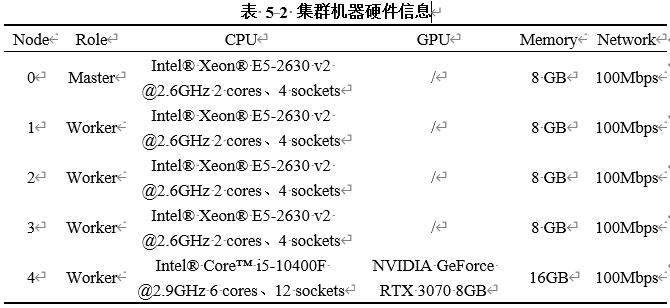 表 5-2 集群机器硬件信息
Node Role CPU GPU Memory Network
0 Master Intel® Xeon® E5-2630 v2 @2.6GHz 2 cores、4 sockets / 8 GB 100Mbps
1 Worker Intel® Xeon® E5-2630 v2 @2.6GHz 2 cores、4 sockets / 8 GB 100Mbps
2 Worker Intel® Xeon® E5-2630 v2 @2.6GHz 2 cores、4 sockets / 8 GB 100Mbps
3 Worker Intel® Xeon® E5-2630 v2 @2.6GHz 2 cores、4 sockets / 8 GB 100Mbps
4 Worker Intel® Core™ i5-10400F @2.9GHz 6 cores、12 sockets NVIDIA GeForce RTX 3070 8GB 16GB 100Mbps